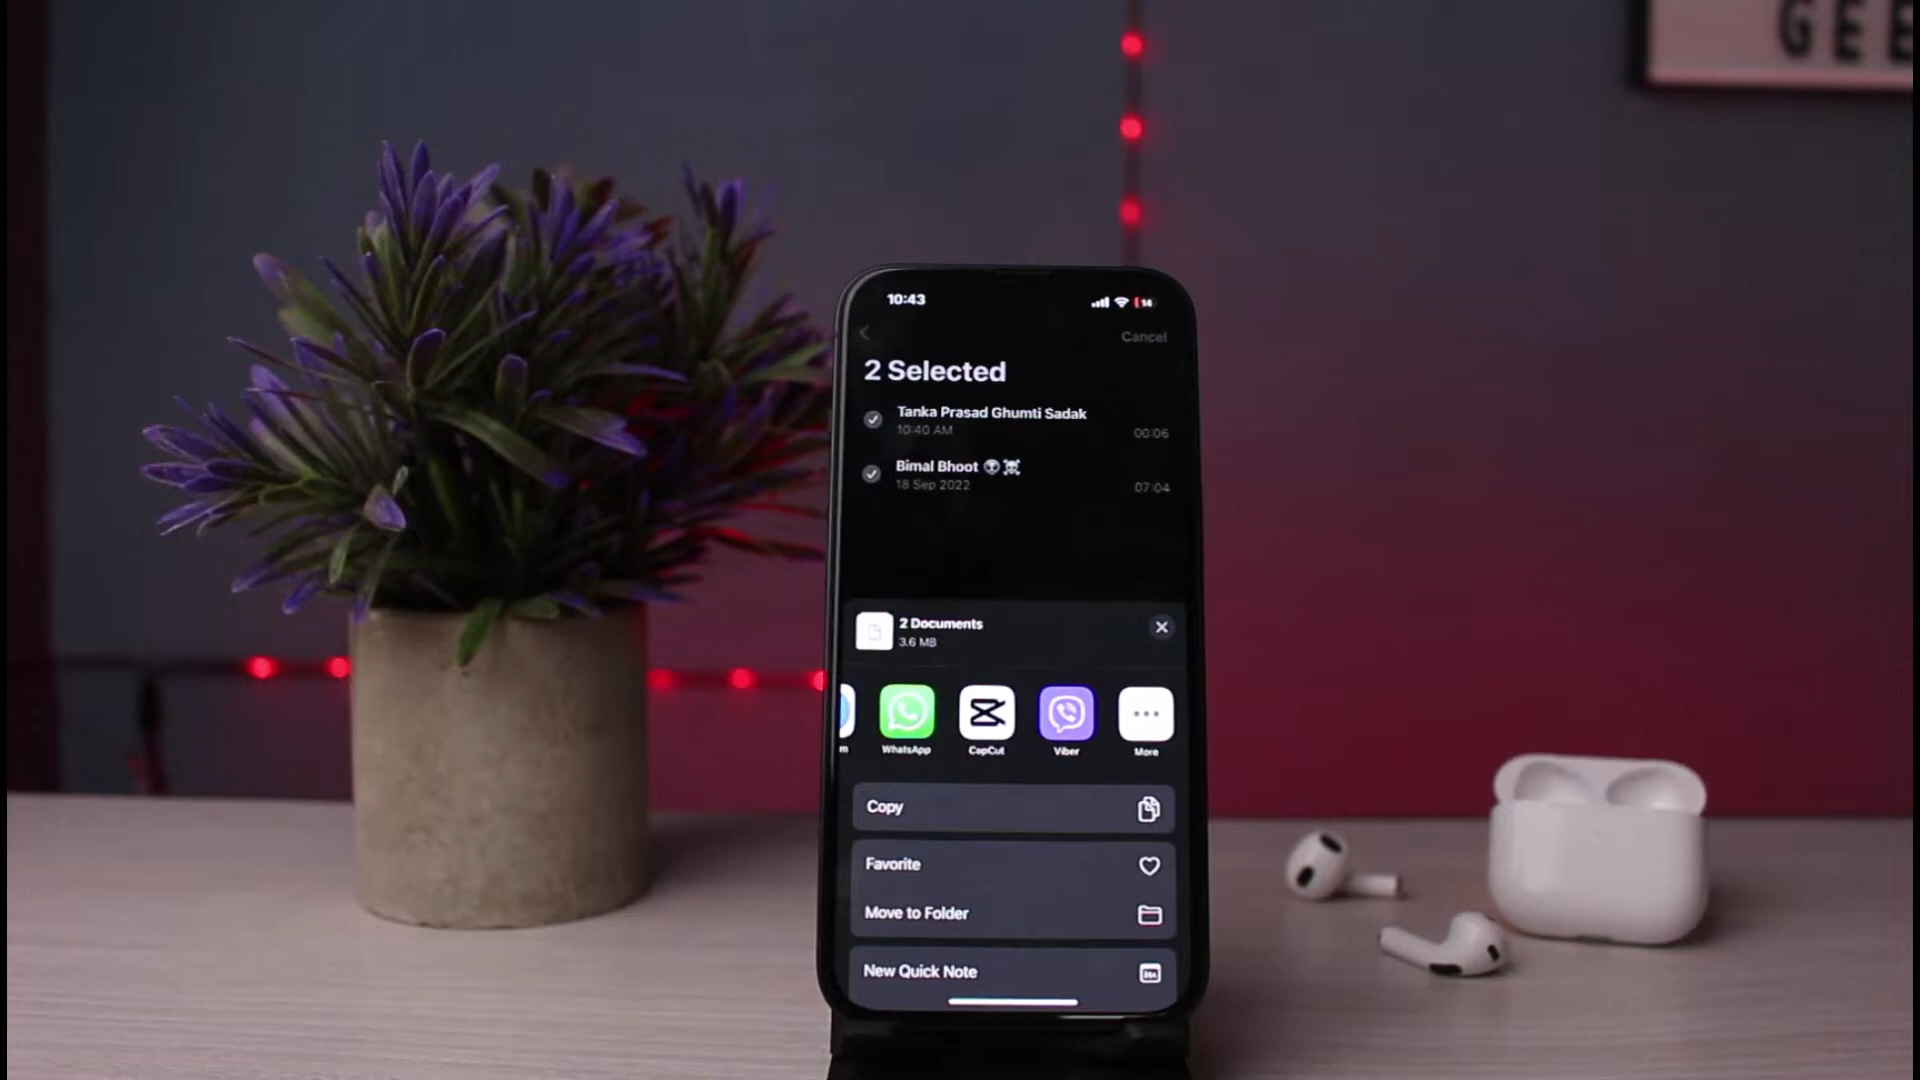 GEE
10:43
14
Cancel
2 Selected
Tanka Prasad Ghumti Sadak
10:40 AM
00:06
Bimal Bhoot 👽☠️
18 Sep 2022
07:04
2 Documents
3.6 MB
m
WhatsApp
CapCut
Viber
More
Copy
Favorite
Move to Folder
New Quick Note